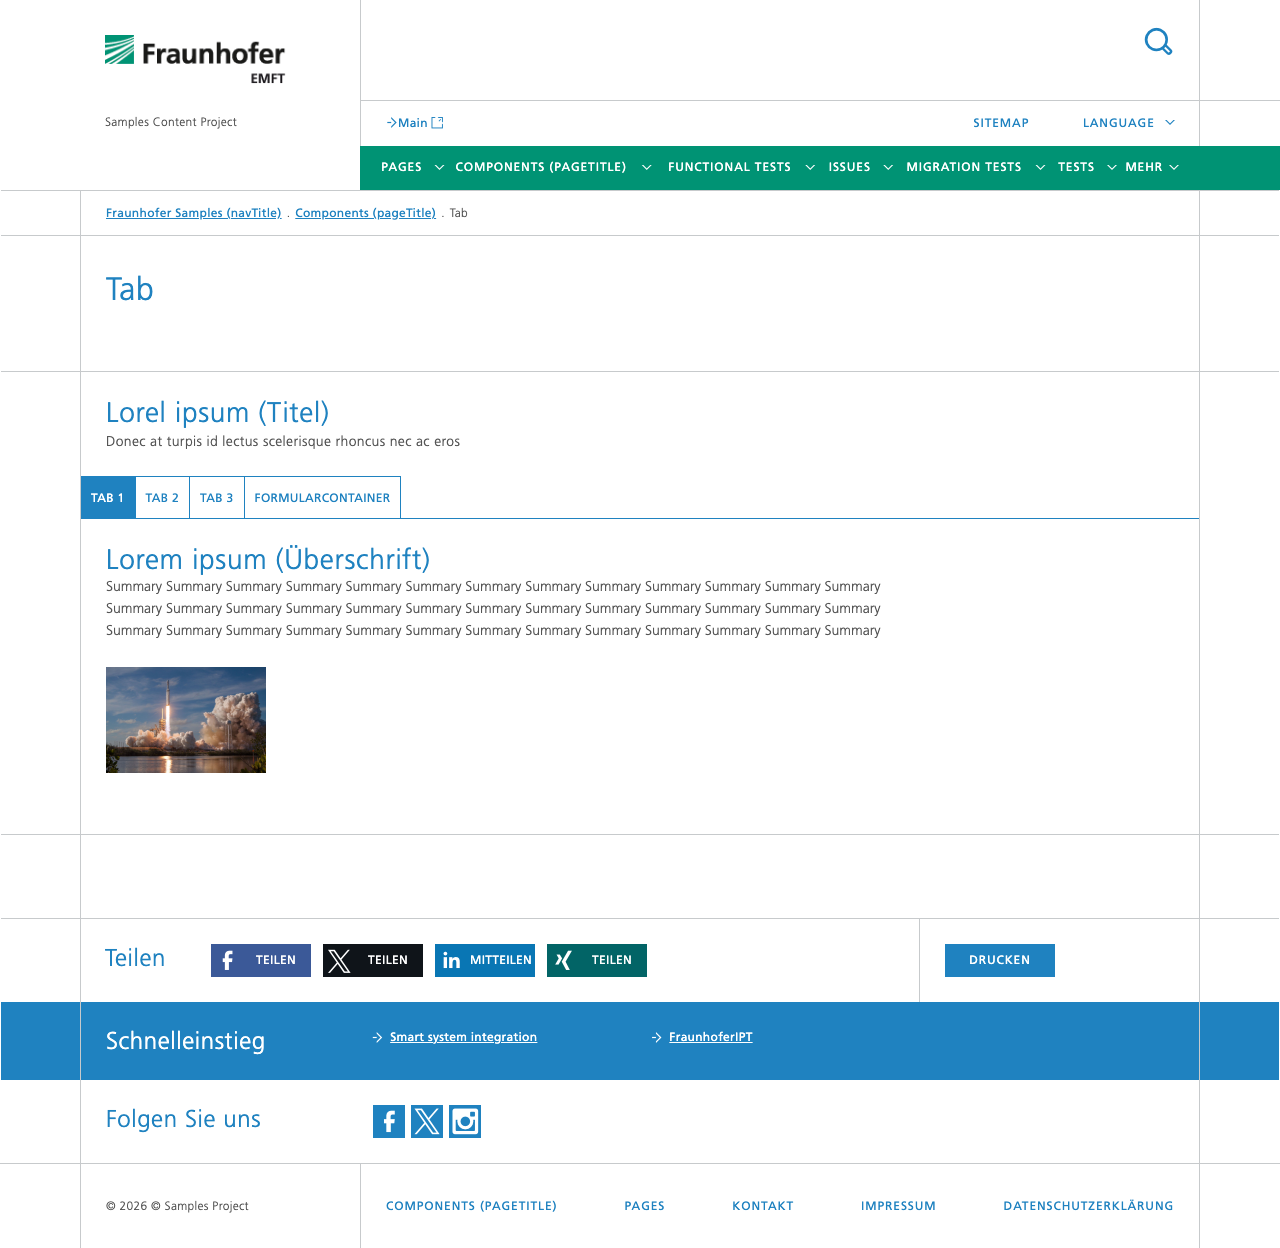 Fraunhofer
EMFT
Samples Content Project
Main
SITEMAP LANGUAGE
PAGES COMPONENTS (PAGETITLE) FUNCTIONAL TESTS ISSUES MIGRATION TESTS TESTS MEHR
Fraunhofer Samples (navTitle) . Components (pageTitle) . Tab
Tab
Lorel ipsum (Titel)
Donec at turpis id lectus scelerisque rhoncus nec ac eros
TAB 1 TAB 2 TAB 3 FORMULARCONTAINER
Lorem ipsum (Überschrift)
Summary Summary Summary Summary Summary Summary Summary Summary Summary Summary Summary Summary Summary
Summary Summary Summary Summary Summary Summary Summary Summary Summary Summary Summary Summary Summary
Summary Summary Summary Summary Summary Summary Summary Summary Summary Summary Summary Summary Summary
Teilen TEILEN TEILEN MITTEILEN TEILEN DRUCKEN
Schnelleinstieg Smart system integration FraunhoferIPT
Folgen Sie uns
© 2026 © Samples Project COMPONENTS (PAGETITLE) PAGES KONTAKT IMPRESSUM DATENSCHUTZERKLÄRUNG